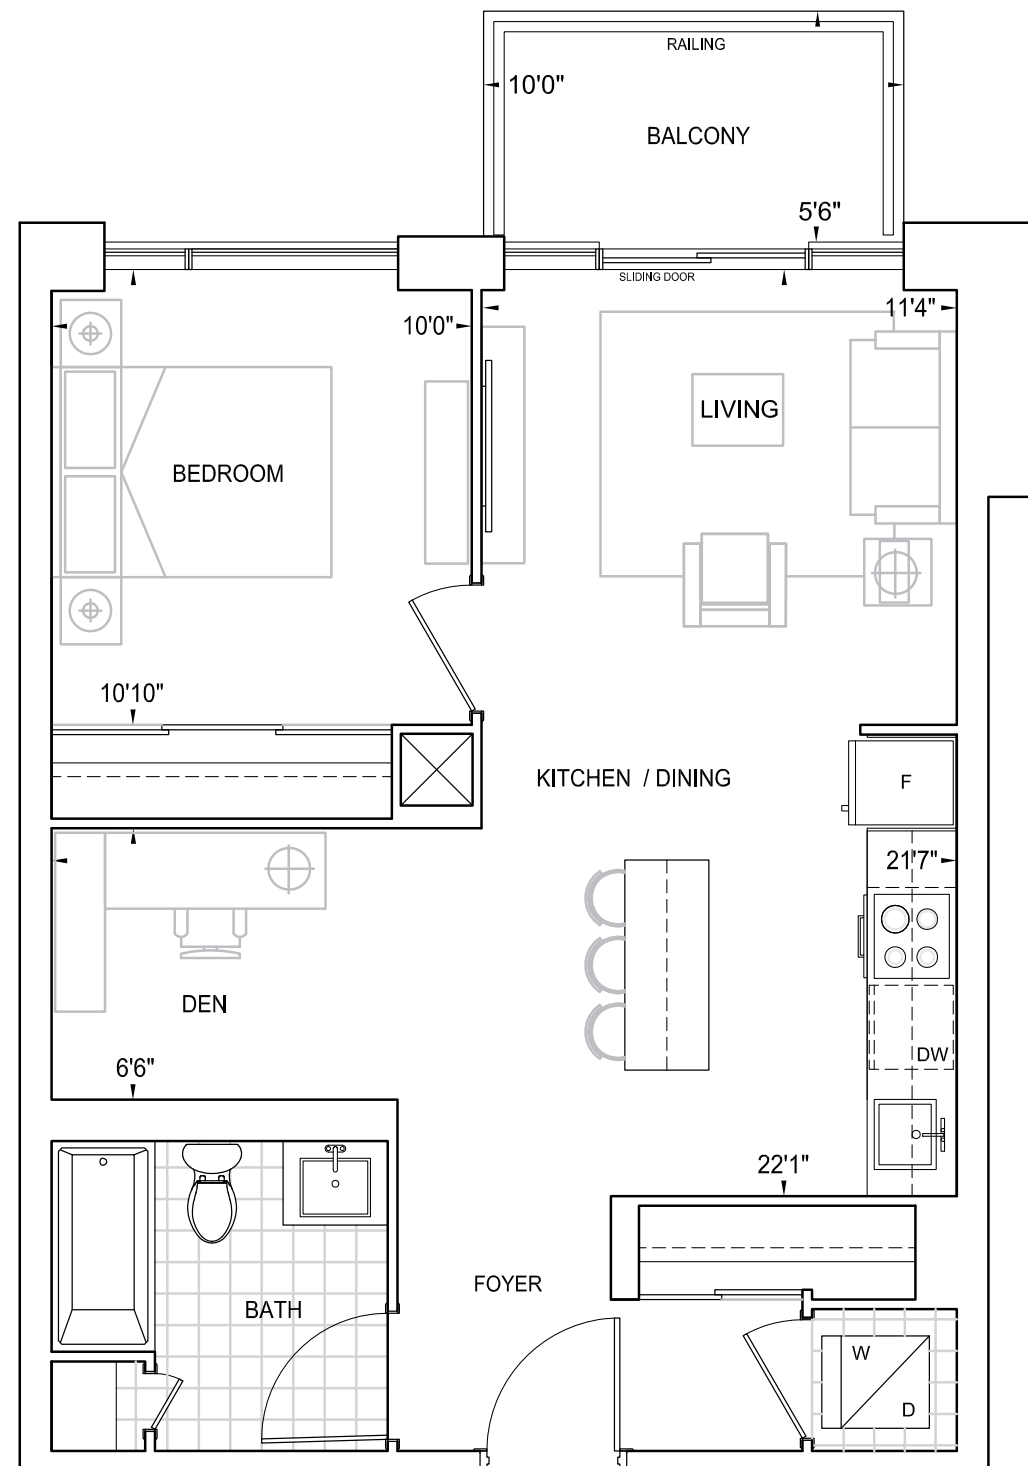 RAILING
10'0"
BALCONY
5'6"
SLIDING DOOR
11'4"
10'0"
LIVING
BEDROOM
10'10"
KITCHEN / DINING
F
21'7"
DEN
DW
6'6"
22'1"
FOYER
BATH
W
D